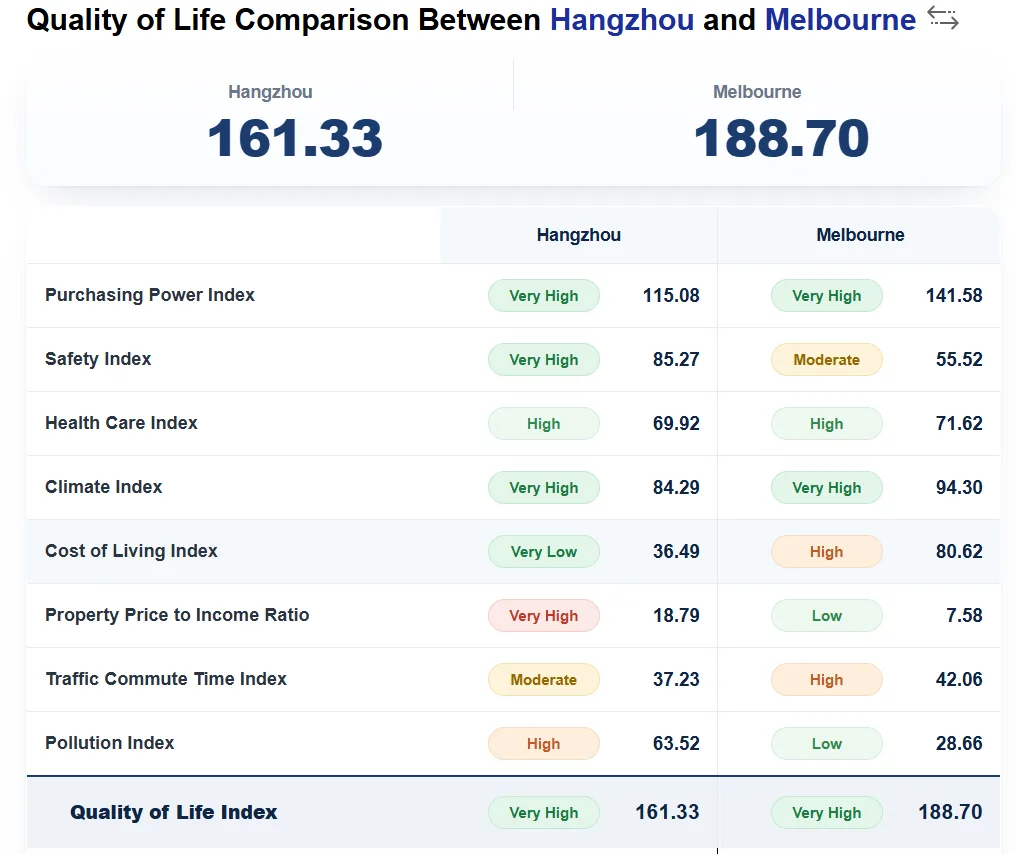 Quality of Life Comparison Between Hangzhou and Melbourne
Hangzhou Melbourne
161.33 188.70
Hangzhou Melbourne
Purchasing Power Index Very High 115.08 Very High 141.58
Safety Index Very High 85.27 Moderate 55.52
Health Care Index High 69.92 High 71.62
Climate Index Very High 84.29 Very High 94.30
Cost of Living Index Very Low 36.49 High 80.62
Property Price to Income Ratio Very High 18.79 Low 7.58
Traffic Commute Time Index Moderate 37.23 High 42.06
Pollution Index High 63.52 Low 28.66
Quality of Life Index Very High 161.33 Very High 188.70